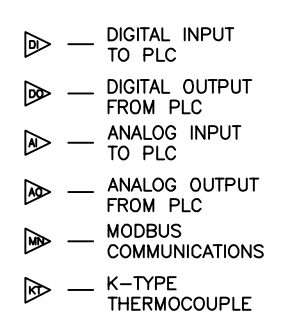 DI — DIGITAL INPUT
TO PLC
DO — DIGITAL OUTPUT
FROM PLC
AI — ANALOG INPUT
TO PLC
AO — ANALOG OUTPUT
FROM PLC
MN — MODBUS
COMMUNICATIONS
KT — K-TYPE
THERMOCOUPLE